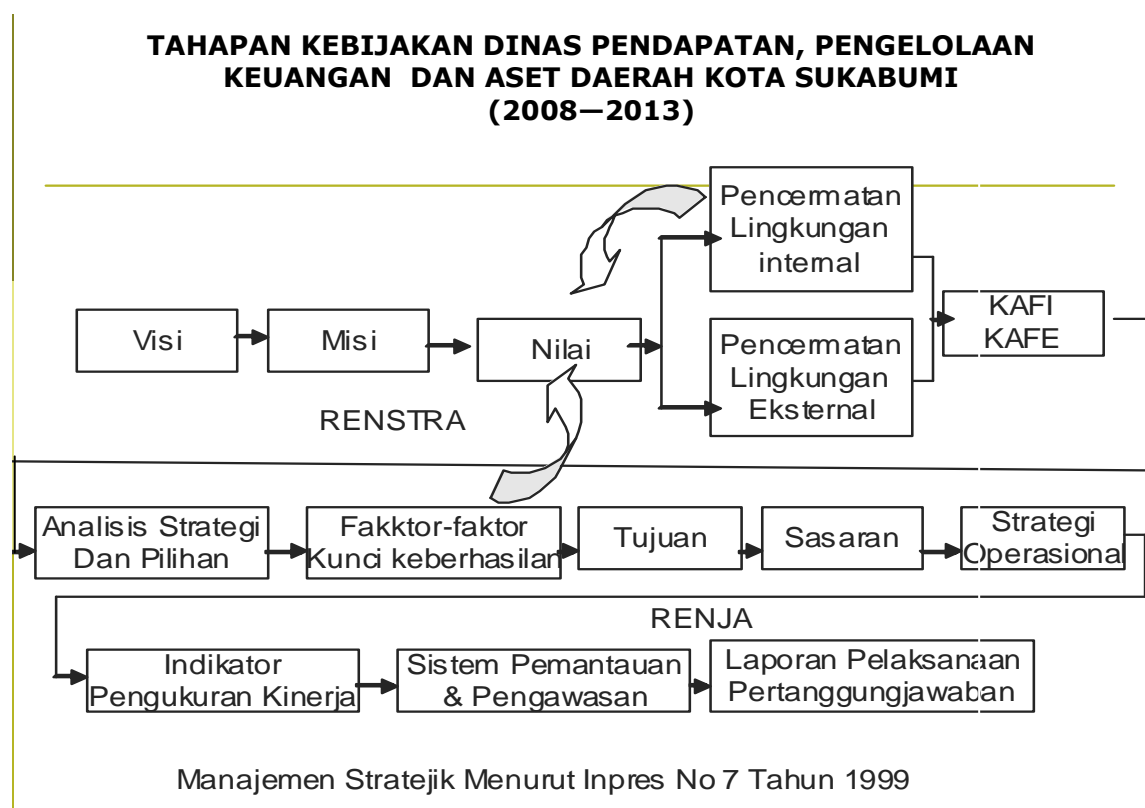 TAHAPAN KEBIJAKAN DINAS PENDAPATAN, PENGELOLAAN
KEUANGAN DAN ASET DAERAH KOTA SUKABUMI
(2008—2013)
Pencermatan
Lingkungan
internal
Visi
Misi
Nilai
Pencermatan
Lingkungan
Eksternal
KAFI
KAFE
RENSTRA
Analisis Strategi
Dan Pilihan
Fakktor-faktor
Kunci keberhasilan
Tujuan
Sasaran
Strategi
Operasional
RENJA
Indikator
Pengukuran Kinerja
Sistem Pemantauan
& Pengawasan
Laporan Pelaksanaan
Pertanggungjawaban
Manajemen Stratejik Menurut Inpres No 7 Tahun 1999